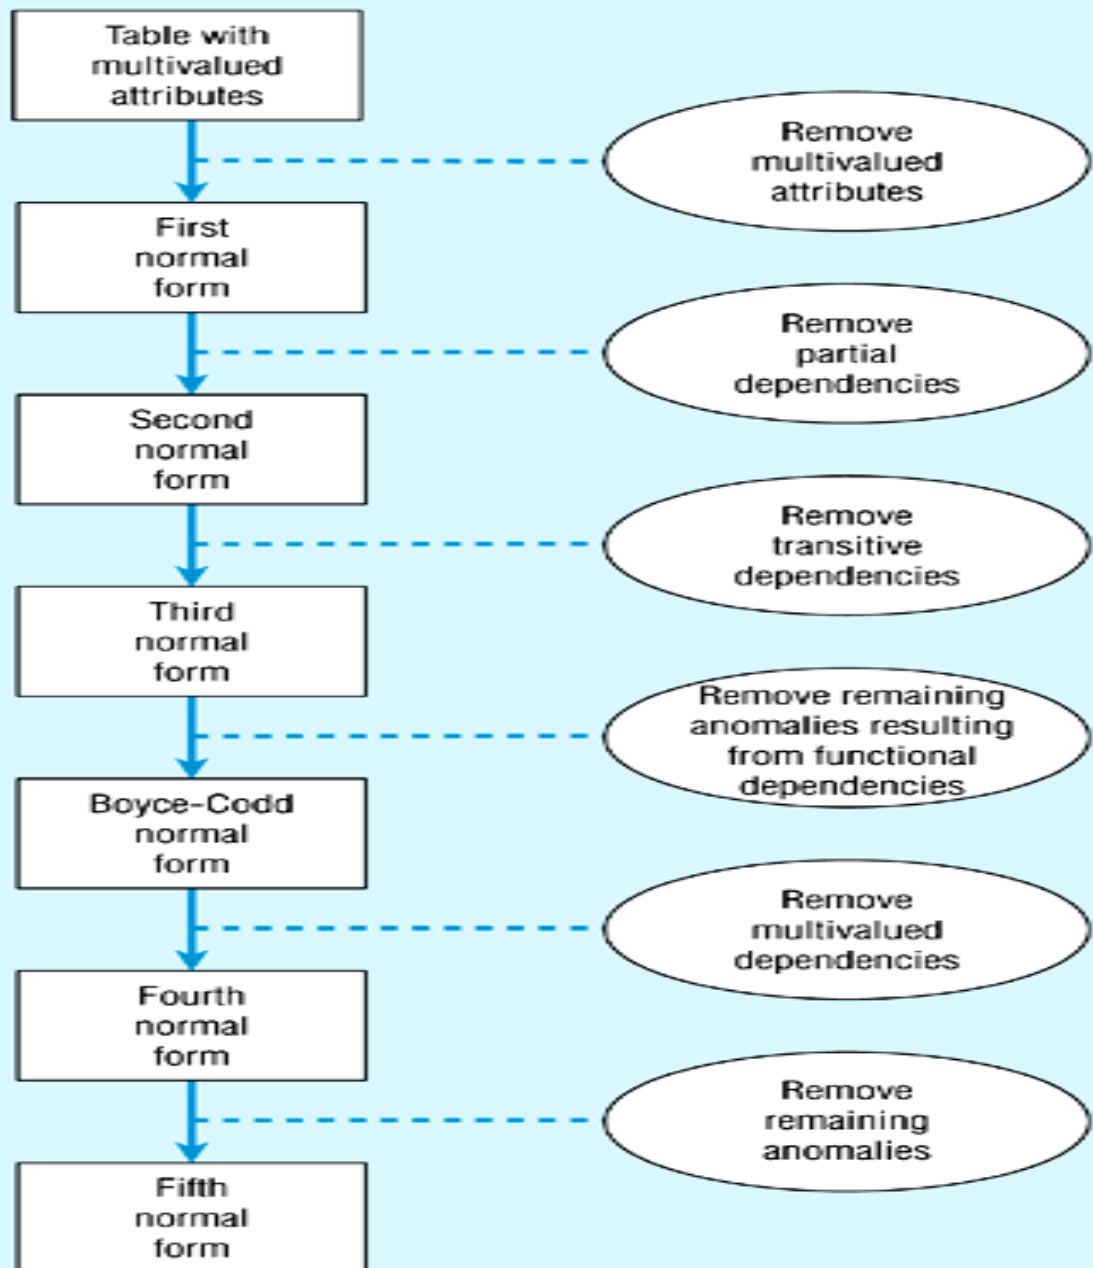 Table with
multivalued
attributes
Remove
multivalued
attributes
First
normal
form
Remove
partial
dependencies
Second
normal
form
Remove
transitive
dependencies
Third
normal
form
Remove remaining
anomalies resulting
from functional
dependencies
Boyce-Codd
normal
form
Remove
multivalued
dependencies
Fourth
normal
form
Remove
remaining
anomalies
Fifth
normal
form